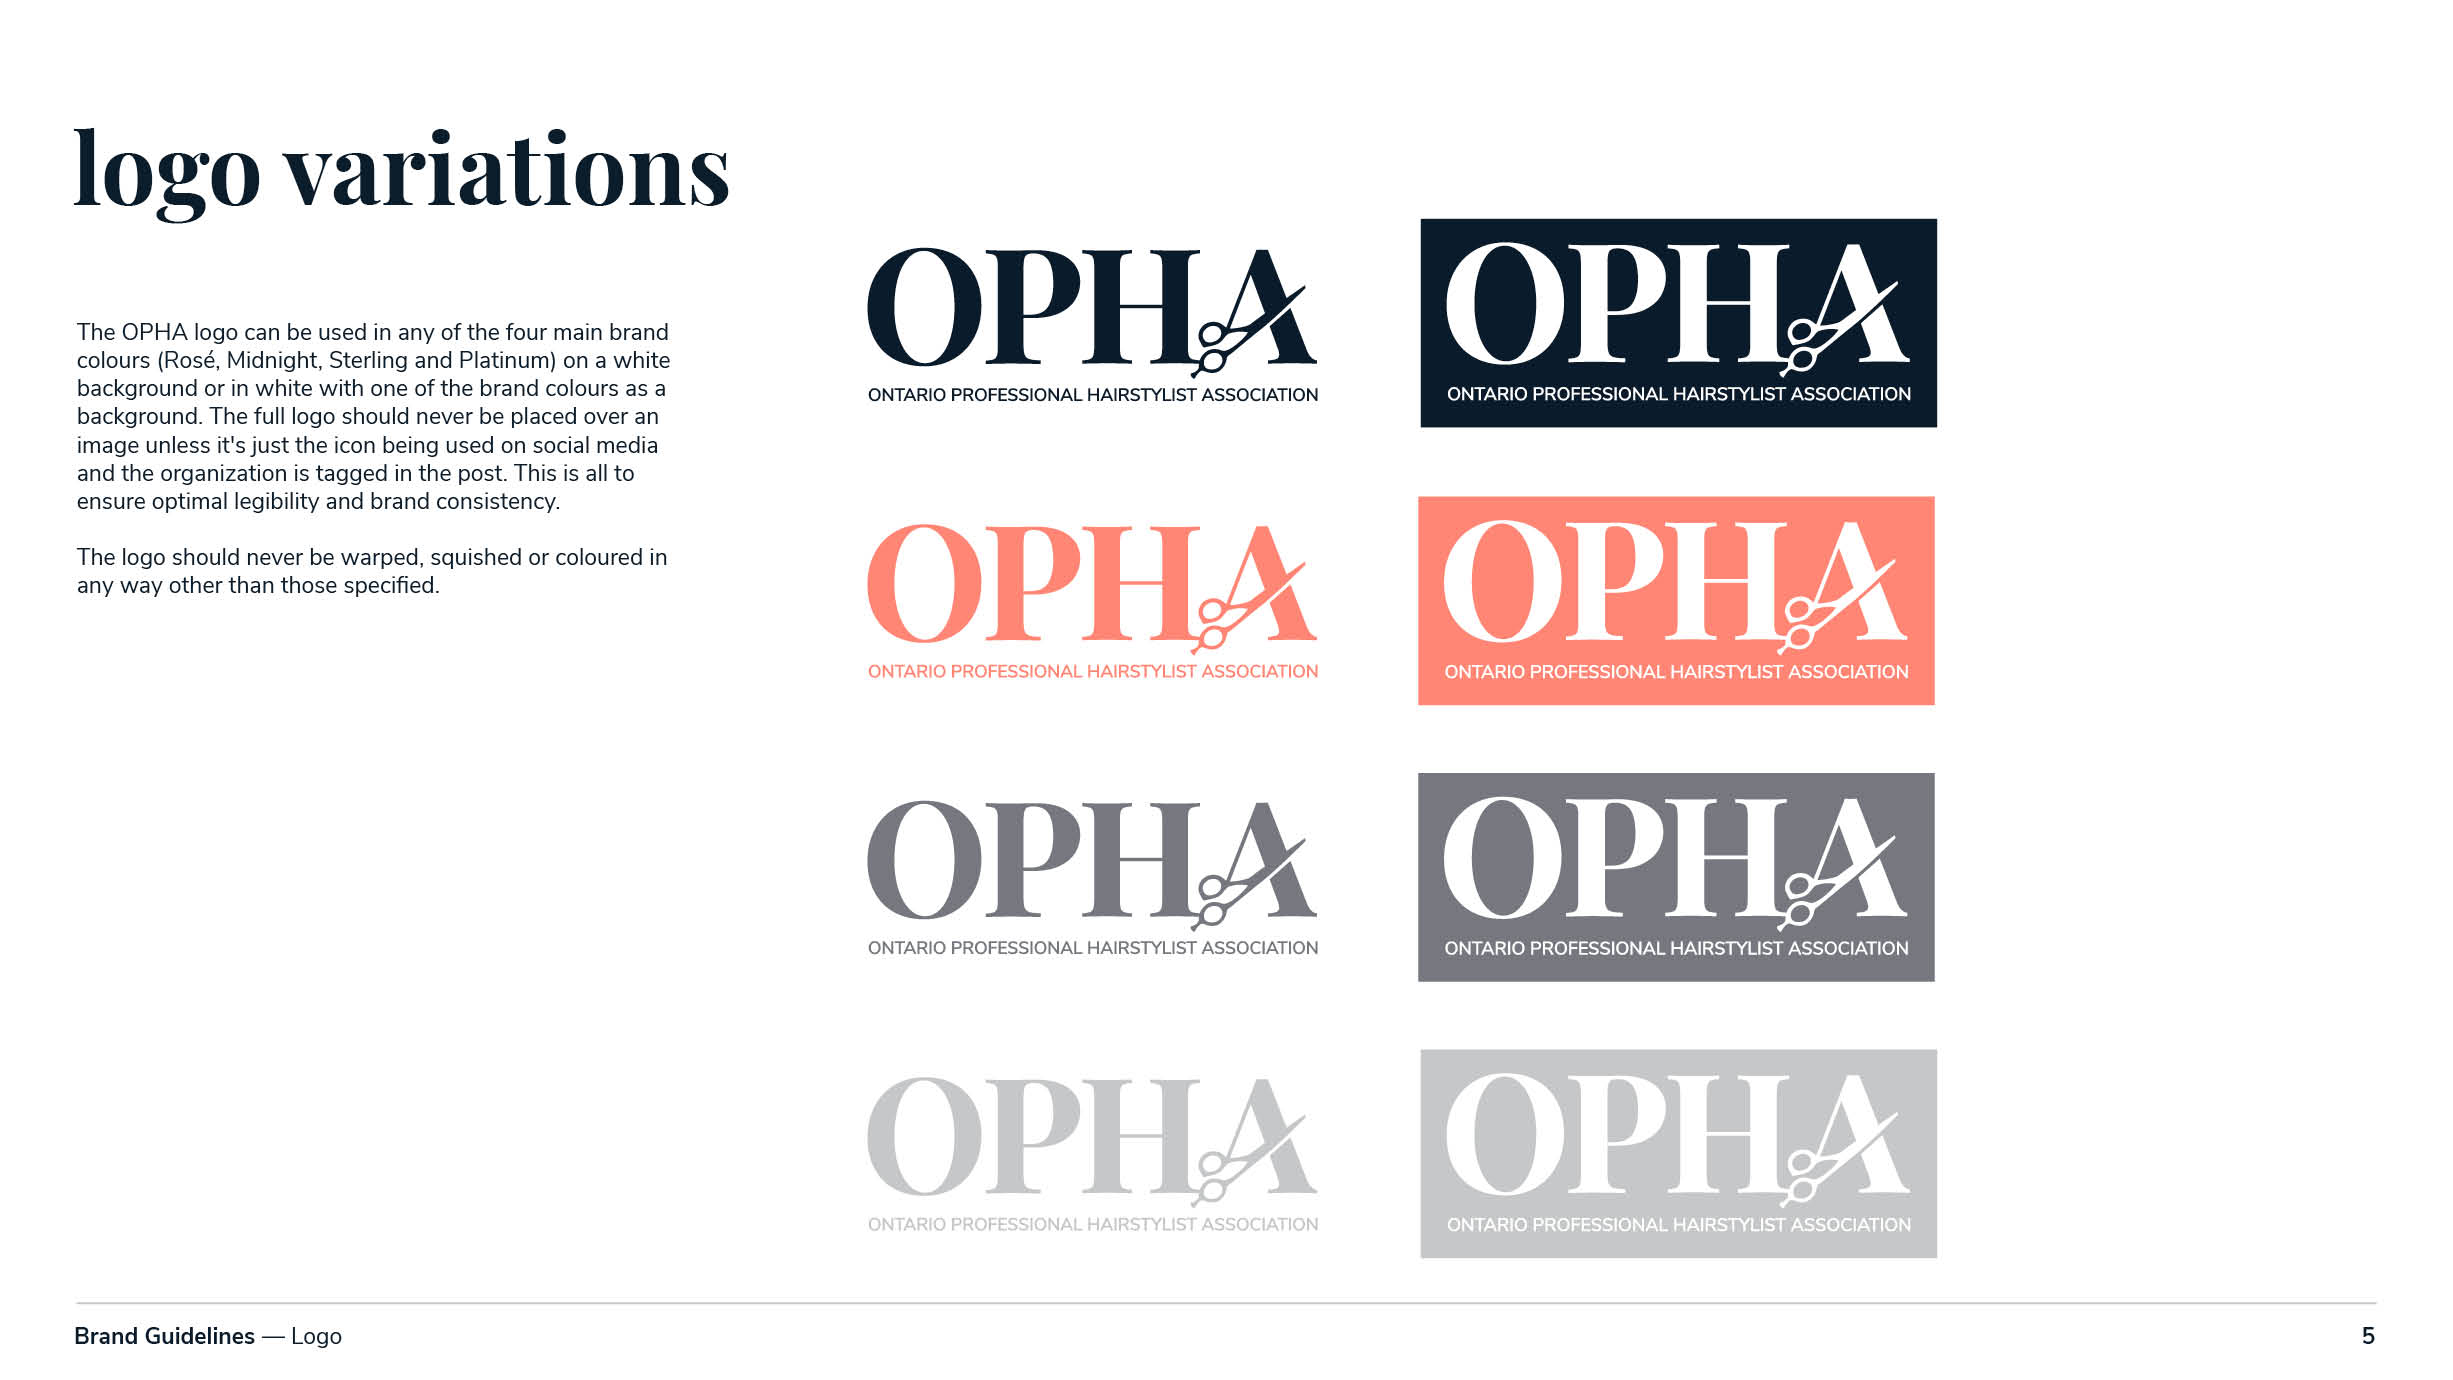 logo variations
The OPHA logo can be used in any of the four main brand
colours (Rosé, Midnight, Sterling and Platinum) on a white
background or in white with one of the brand colours as a
background. The full logo should never be placed over an
image unless it's just the icon being used on social media
and the organization is tagged in the post. This is all to
ensure optimal legibility and brand consistency.
The logo should never be warped, squished or coloured in
any way other than those specified.
OPHA
ONTARIO PROFESSIONAL HAIRSTYLIST ASSOCIATION
OPHA
ONTARIO PROFESSIONAL HAIRSTYLIST ASSOCIATION
OPHA
ONTARIO PROFESSIONAL HAIRSTYLIST ASSOCIATION
OPHA
ONTARIO PROFESSIONAL HAIRSTYLIST ASSOCIATION
OPHA
ONTARIO PROFESSIONAL HAIRSTYLIST ASSOCIATION
OPHA
ONTARIO PROFESSIONAL HAIRSTYLIST ASSOCIATION
OPHA
ONTARIO PROFESSIONAL HAIRSTYLIST ASSOCIATION
OPHA
ONTARIO PROFESSIONAL HAIRSTYLIST ASSOCIATION
Brand Guidelines — Logo
5